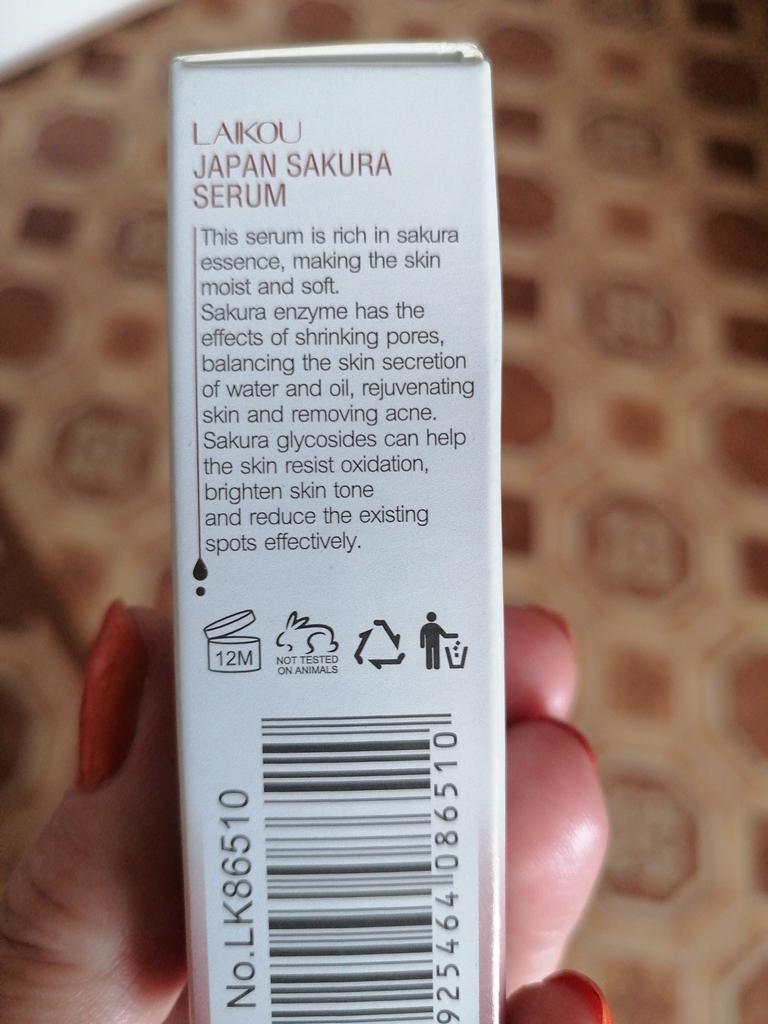 LAIKOU
JAPAN SAKURA
SERUM
This serum is rich in sakura
essence, making the skin
moist and soft.
Sakura enzyme has the
effects of shrinking pores,
balancing the skin secretion
of water and oil, rejuvenating
skin and removing acne.
Sakura glycosides can help
the skin resist oxidation,
brighten skin tone
and reduce the existing
spots effectively.
12M
NOT TESTED
ON ANIMALS
No.LK86510
925464 086510